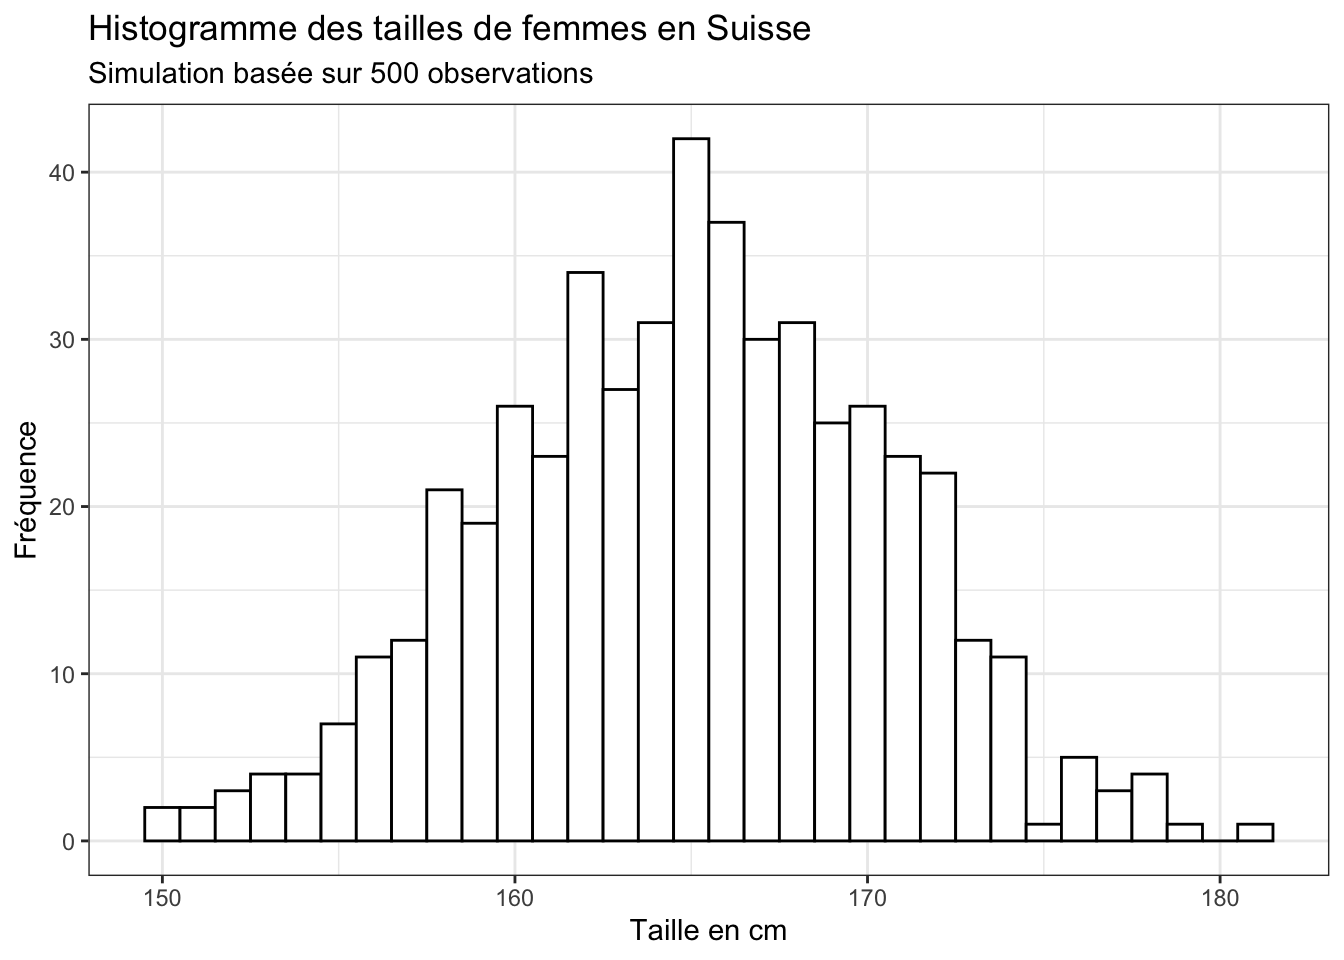 Histogramme des tailles de femmes en Suisse
Simulation basée sur 500 observations
Fréquence
40
30
20
10
0
150 160 170 180
Taille en cm